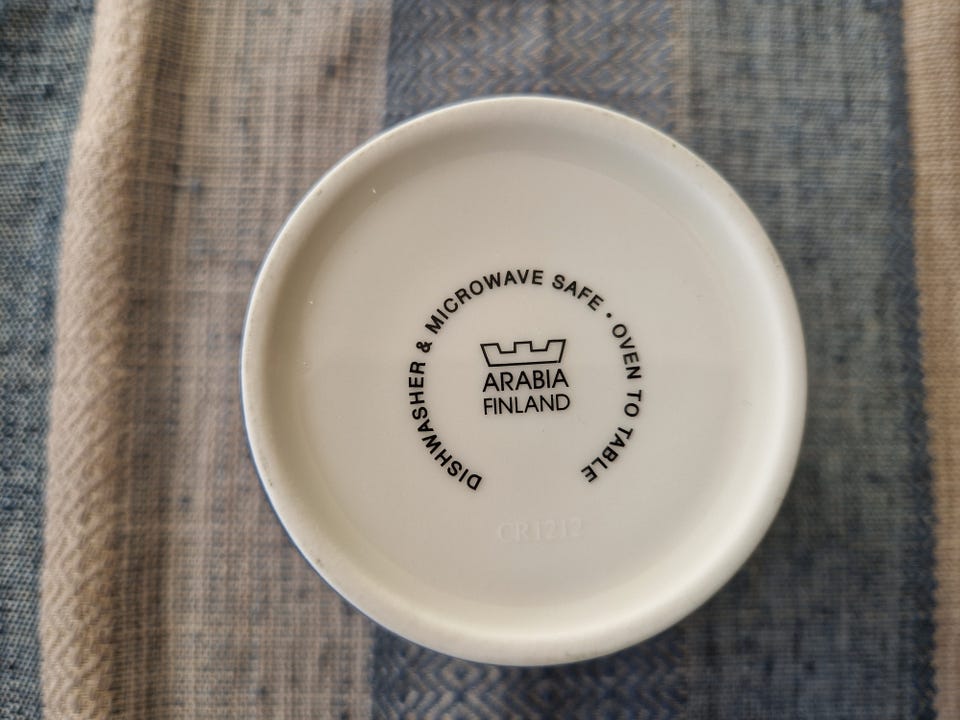 DISHWASHER & MICROWAVE SAFE • OVEN TO TABLE
ARABIA
FINLAND
CR1212